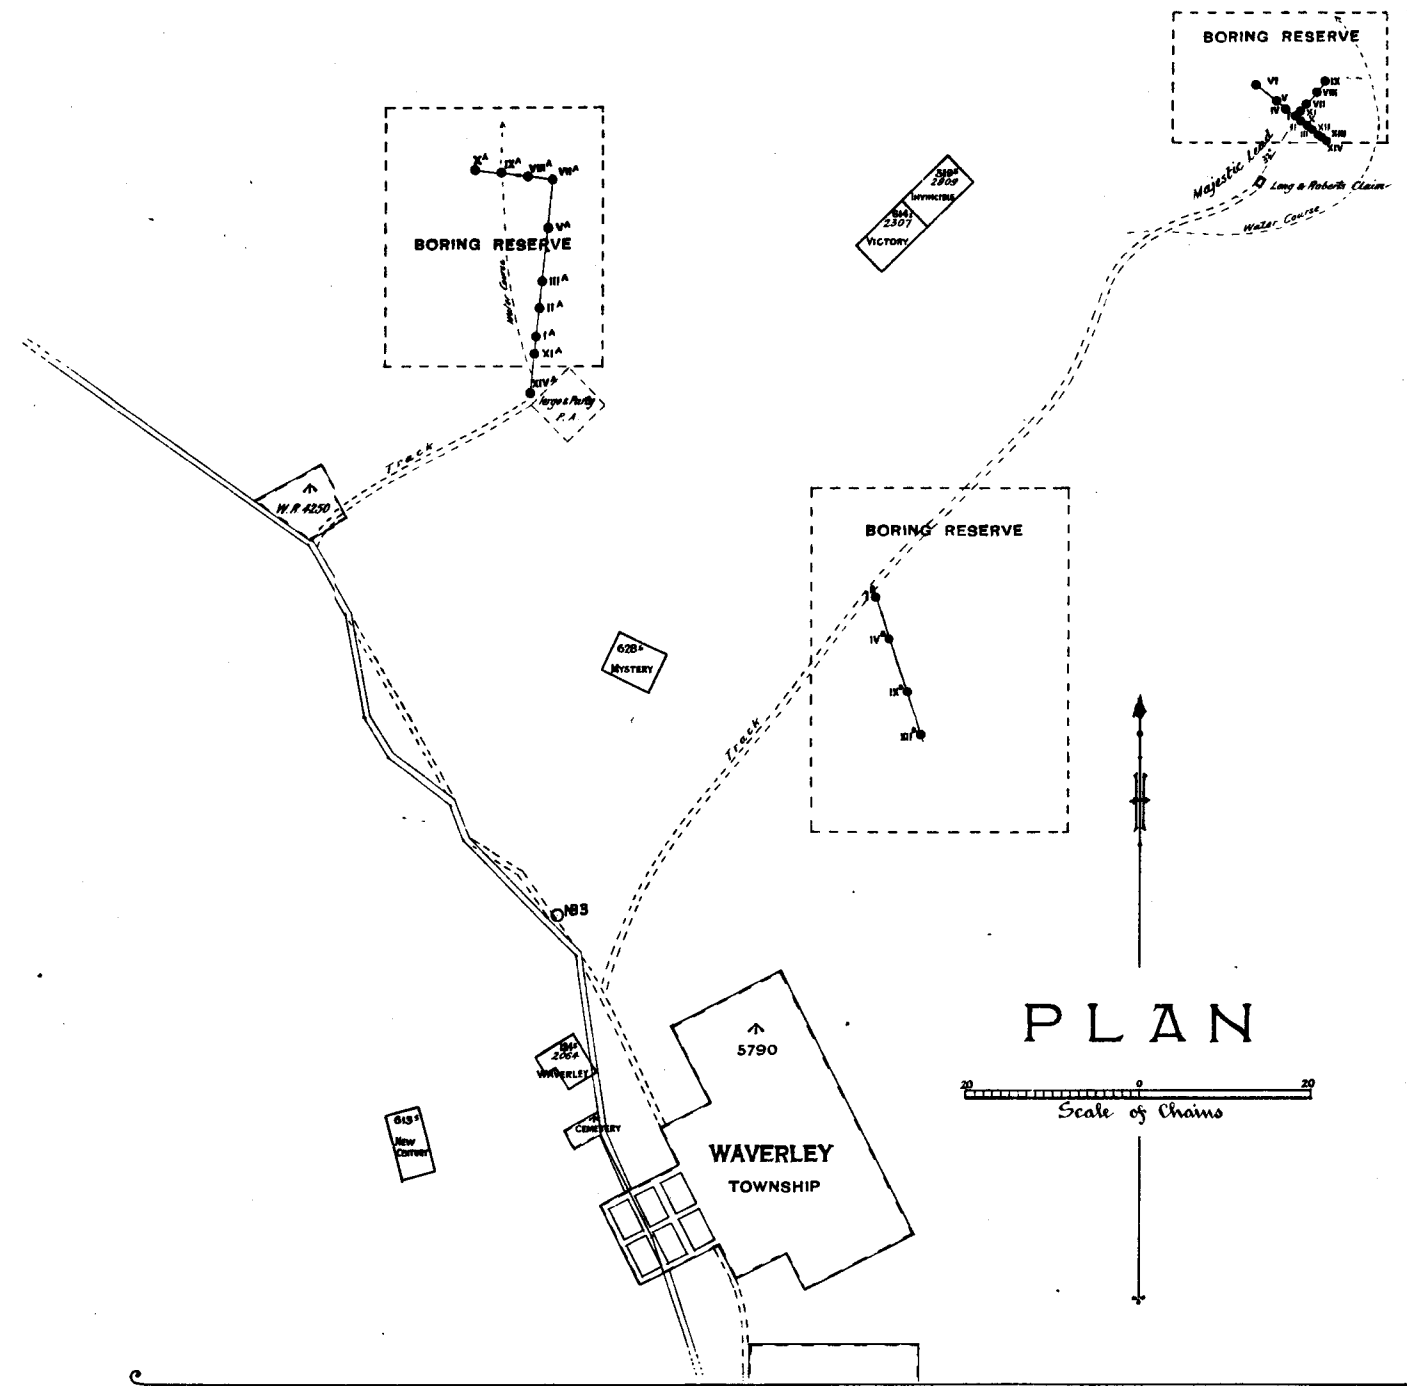 BORING RESERVE
VI
IX
VIII
V
VII
IV
XI
I
II
XII
III
XIII
XIV
Majestic Lead
Long & Roberts Claim
Water Course
X^A
IX^A
VIII^A
VII^A
V^A
BORING RESERVE
III^A
Water Course
II^A
I^A
XI^A
XIV^A
& Party
P. A
2809
INVINCIBLE
2307
VICTORY
Track
W.R 4250
BORING RESERVE
IV
IX
XII
628^s
MYSTERY
Track
PLAN
20 0 20
Scale of Chains
5790
2064
WAVERLEY
CEMETERY
613^s
New
WAVERLEY
TOWNSHIP